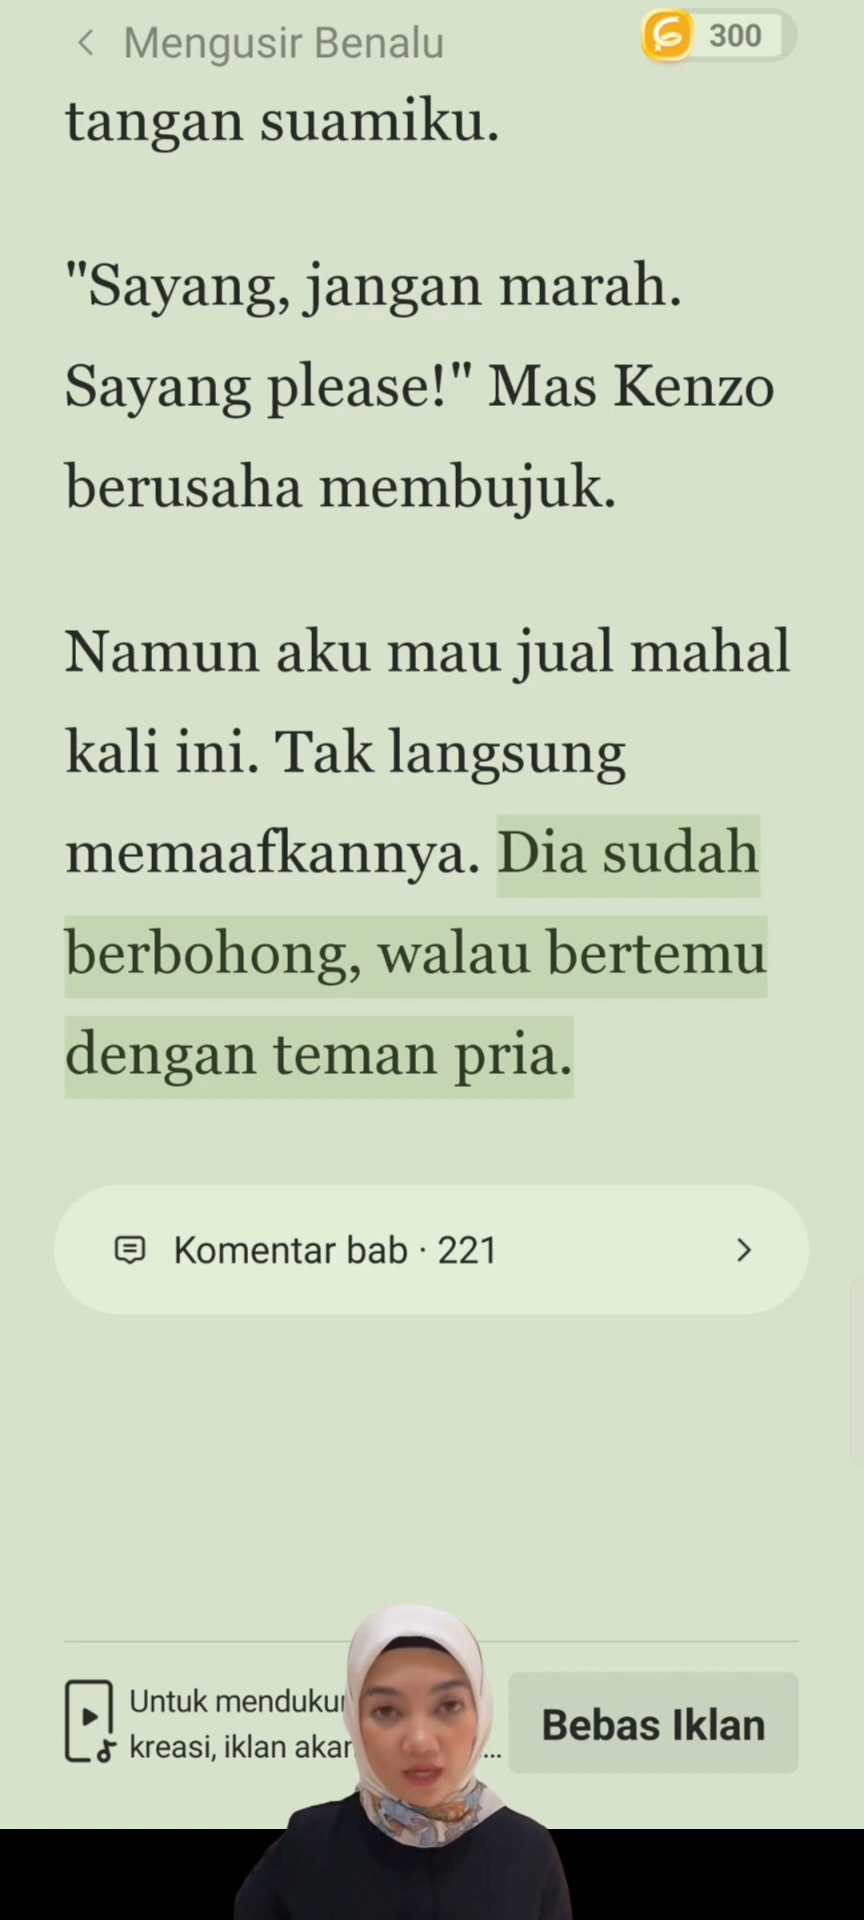 Mengusir Benalu
300
tangan suamiku.
"Sayang, jangan marah.
Sayang please!" Mas Kenzo
berusaha membujuk.
Namun aku mau jual mahal
kali ini. Tak langsung
memaafkannya. Dia sudah
berbohong, walau bertemu
dengan teman pria.
Komentar bab · 221
Untuk
kreasi, iklan ...
Bebas Iklan